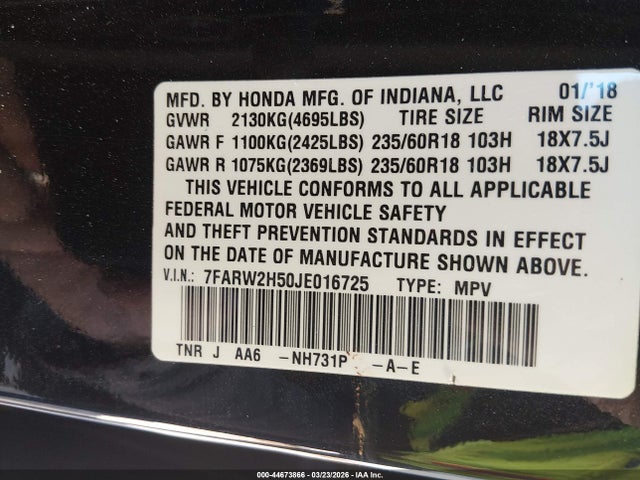 MFD. BY HONDA MFG. OF INDIANA, LLC 01/'18
GVWR 2130KG(4695LBS) TIRE SIZE RIM SIZE
GAWR F 1100KG(2425LBS) 235/60R18 103H 18X7.5J
GAWR R 1075KG(2369LBS) 235/60R18 103H 18X7.5J
THIS VEHICLE CONFORMS TO ALL APPLICABLE
FEDERAL MOTOR VEHICLE SAFETY
AND THEFT PREVENTION STANDARDS IN EFFECT
ON THE DATE OF MANUFACTURE SHOWN ABOVE.
V.I.N.: 7FARW2H50JE016725 TYPE: MPV
TNR J AA6 -NH731P -A-E
000-44673866 - 03/23/2026 - IAA Inc.